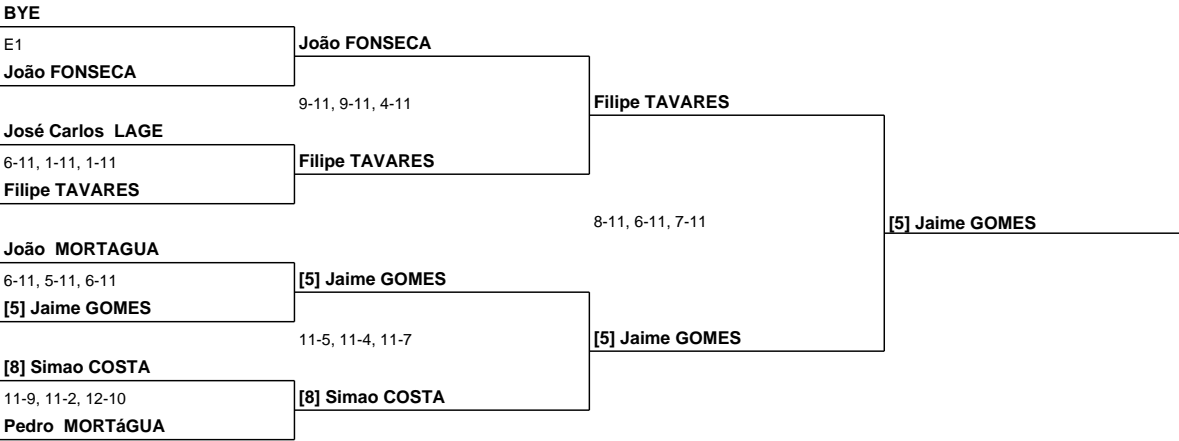 BYE
E1
João FONSECA
João FONSECA
9-11, 9-11, 4-11
Filipe TAVARES
José Carlos LAGE
6-11, 1-11, 1-11
Filipe TAVARES
Filipe TAVARES
8-11, 6-11, 7-11
[5] Jaime GOMES
João MORTAGUA
6-11, 5-11, 6-11
[5] Jaime GOMES
[5] Jaime GOMES
11-5, 11-4, 11-7
[5] Jaime GOMES
[8] Simao COSTA
11-9, 11-2, 12-10
[8] Simao COSTA
Pedro MORTáGUA